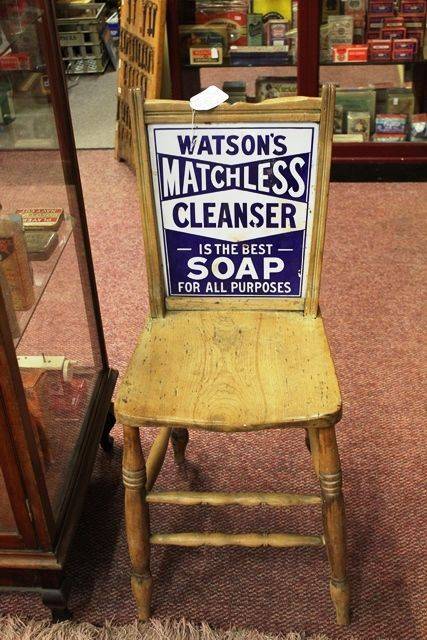 WATSON'S
MATCHLESS
CLEANSER
— IS THE BEST —
SOAP
FOR ALL PURPOSES